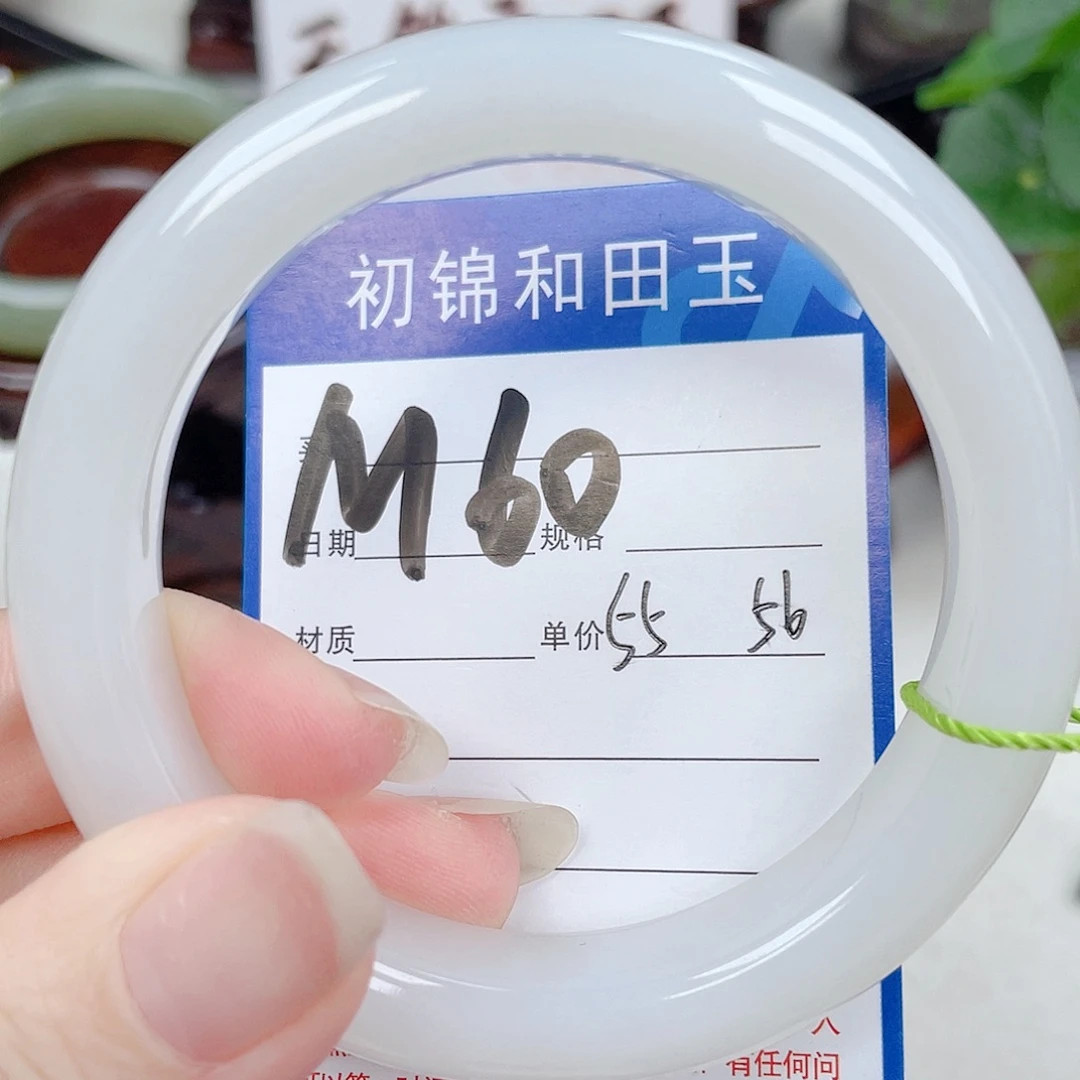 初锦和田玉
M60
日期 规格
材质 单价 55 56
有任何问